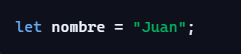 let nombre = "Juan";